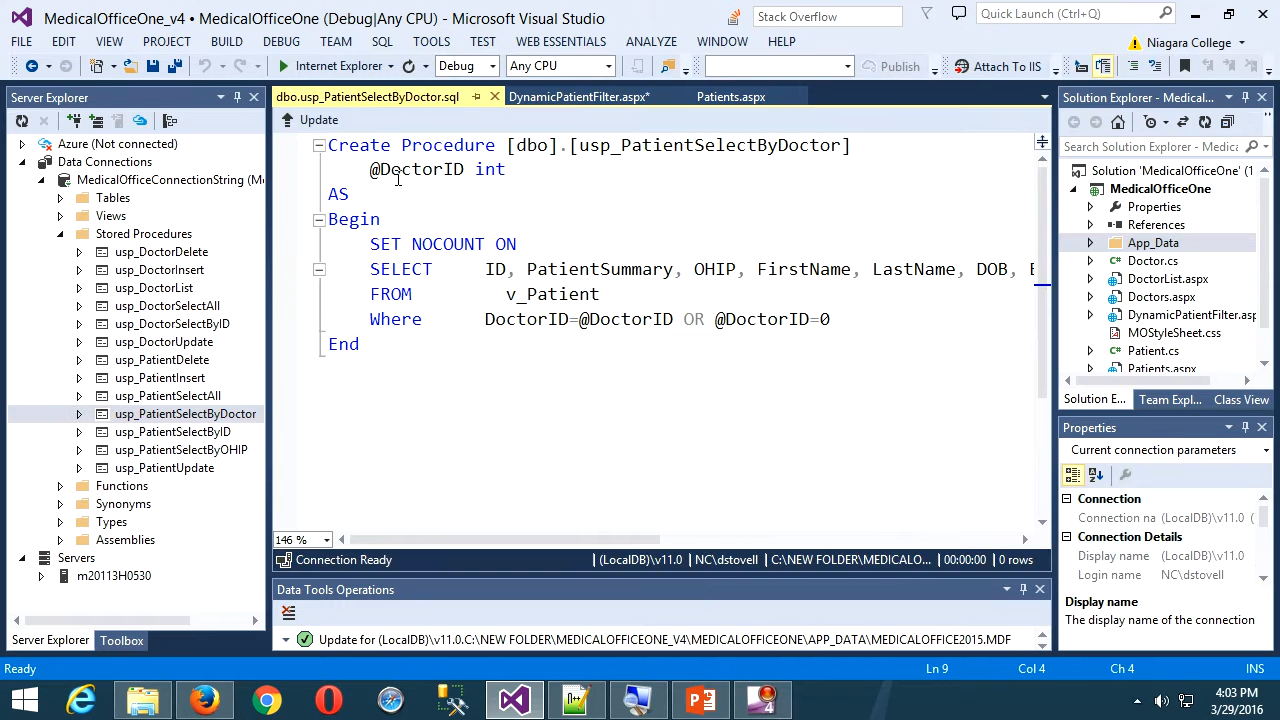 MedicalOfficeOne_v4 • MedicalOfficeOne (Debug|Any CPU) - Microsoft Visual Studio
Stack Overflow
Quick Launch (Ctrl+Q)
FILE EDIT VIEW PROJECT BUILD DEBUG TEAM SQL TOOLS TEST ESSENTIALS ANALYZE WINDOW HELP
Niagara College
Internet Explorer
Debug
Any CPU
Publish
Attach To IIS
Server Explorer
Azure (Not connected)
Data Connections
MedicalOfficeConnectionString (M
Tables
Views
Stored Procedures
usp_DoctorDelete
usp_DoctorInsert
usp_DoctorList
usp_DoctorSelectAll
usp_DoctorSelectByID
usp_DoctorUpdate
usp_PatientDelete
usp_PatientInsert
usp_PatientSelectAll
usp_PatientSelectByDoctor
usp_PatientSelectByID
usp_PatientSelectByOHIP
usp_PatientUpdate
Functions
Synonyms
Types
Assemblies
Servers
m20113H0530
Server Explorer Toolbox
dbo.usp_PatientSelectByDoctor.sql DynamicPatientFilter.aspx* Patients.aspx
Update
Create Procedure [dbo].[usp_PatientSelectByDoctor]
@DoctorID int
AS
Begin
SET NOCOUNT ON
SELECT ID, PatientSummary, OHIP, FirstName, LastName, DOB, E
FROM v_Patient
Where DoctorID=@DoctorID OR @DoctorID=0
End
146 %
Connection Ready
(LocalDB)\v11.0 NC\dstovell C:\NEW FOLDER\MEDICALO... 00:00:00 0 rows
Data Tools Operations
Update for (LocalDB)\v11.0.C:\NEW FOLDER\MEDICALOFFICEONE_V4\MEDICALOFFICEONE\APP_DATA\MEDICALOFFICE2015.MDF
Solution Explorer - Medical...
Search Solution Explorer - Medica
Solution 'MedicalOfficeOne' (1
MedicalOfficeOne
Properties
References
App_Data
Doctor.cs
DoctorList.aspx
Doctors.aspx
DynamicPatientFilter.asp
MOStyleSheet.css
Patient.cs
Patients.aspx
Solution E... Team Expl... Class View
Properties
Current connection parameters
Connection
Connection na (LocalDB)\v11.0 (
Connection Details
Display name (LocalDB)\v11.0
Login name NC\dstovell
Display name
The display name of the connection
Ready
Ln 9 Col 4 Ch 4 INS
4:03 PM
3/29/2016